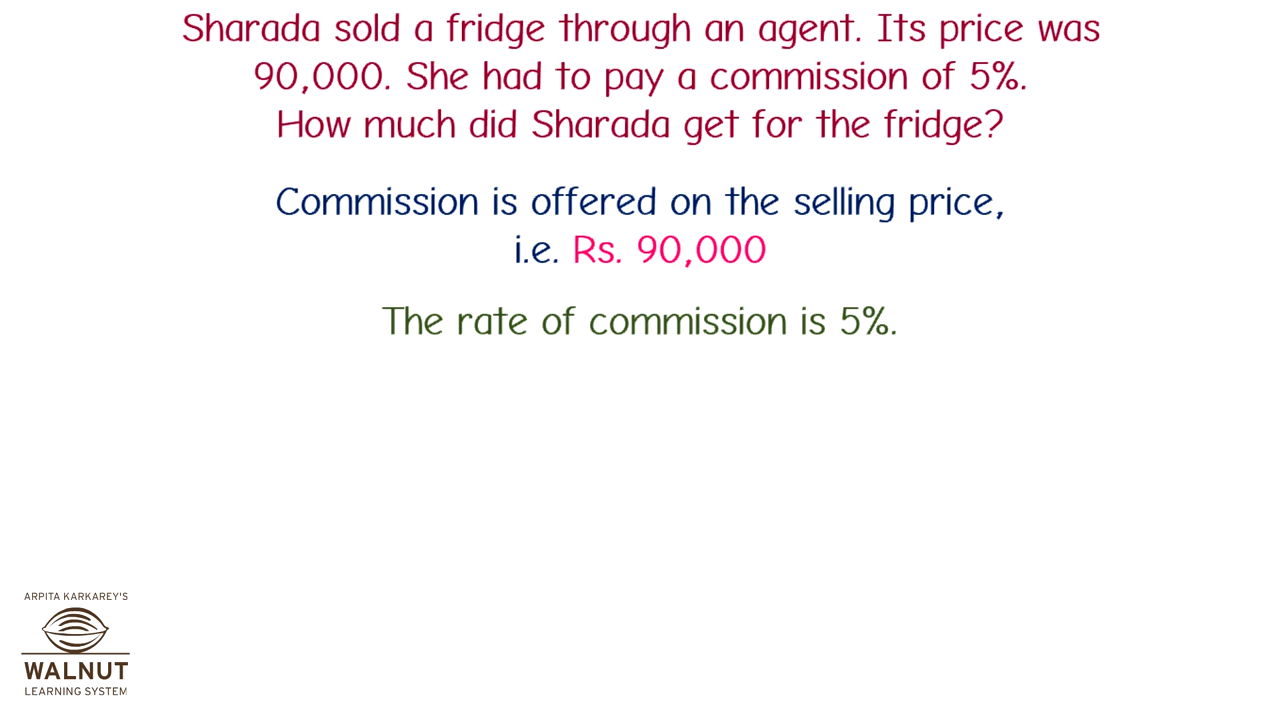 Sharada sold a fridge through an agent. Its price was
90,000. She had to pay a commission of 5%.
How much did Sharada get for the fridge?
Commission is offered on the selling price,
i.e. Rs. 90,000
The rate of commission is 5%.
ARPITA KARKAREY'S
WALNUT
LEARNING SYSTEM